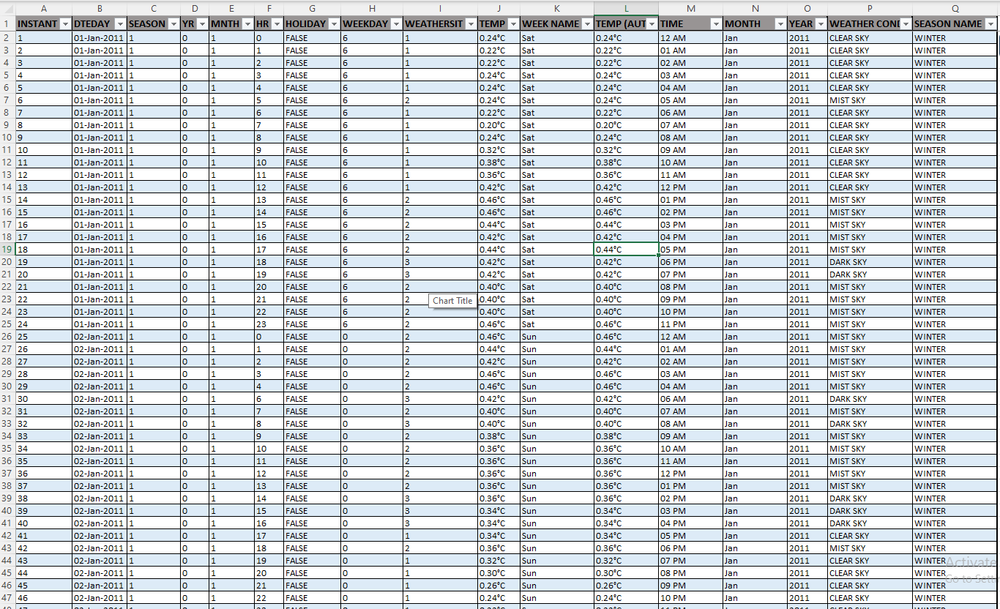 A B C D E F G H I J K L M N O P Q
1 INSTANT DTEDAY SEASON YR MNTH HR HOLIDAY WEEKDAY WEATHERSIT TEMP WEEK NAME TEMP (AUT TIME MONTH YEAR WEATHER CONI SEASON NAME
2 1 01-Jan-2011 1 0 1 0 FALSE 6 1 0.24°C Sat 0.24°C 12 AM Jan 2011 CLEAR SKY WINTER
3 2 01-Jan-2011 1 0 1 1 FALSE 6 1 0.22°C Sat 0.22°C 01 AM Jan 2011 CLEAR SKY WINTER
4 3 01-Jan-2011 1 0 1 2 FALSE 6 1 0.22°C Sat 0.22°C 02 AM Jan 2011 CLEAR SKY WINTER
5 4 01-Jan-2011 1 0 1 3 FALSE 6 1 0.24°C Sat 0.24°C 03 AM Jan 2011 CLEAR SKY WINTER
6 5 01-Jan-2011 1 0 1 4 FALSE 6 1 0.24°C Sat 0.24°C 04 AM Jan 2011 CLEAR SKY WINTER
7 6 01-Jan-2011 1 0 1 5 FALSE 6 2 0.24°C Sat 0.24°C 05 AM Jan 2011 MIST SKY WINTER
8 7 01-Jan-2011 1 0 1 6 FALSE 6 1 0.22°C Sat 0.22°C 06 AM Jan 2011 CLEAR SKY WINTER
9 8 01-Jan-2011 1 0 1 7 FALSE 6 1 0.20°C Sat 0.20°C 07 AM Jan 2011 CLEAR SKY WINTER
10 9 01-Jan-2011 1 0 1 8 FALSE 6 1 0.24°C Sat 0.24°C 08 AM Jan 2011 CLEAR SKY WINTER
11 10 01-Jan-2011 1 0 1 9 FALSE 6 1 0.32°C Sat 0.32°C 09 AM Jan 2011 CLEAR SKY WINTER
12 11 01-Jan-2011 1 0 1 10 FALSE 6 1 0.38°C Sat 0.38°C 10 AM Jan 2011 CLEAR SKY WINTER
13 12 01-Jan-2011 1 0 1 11 FALSE 6 1 0.36°C Sat 0.36°C 11 AM Jan 2011 CLEAR SKY WINTER
14 13 01-Jan-2011 1 0 1 12 FALSE 6 1 0.42°C Sat 0.42°C 12 PM Jan 2011 CLEAR SKY WINTER
15 14 01-Jan-2011 1 0 1 13 FALSE 6 2 0.46°C Sat 0.46°C 01 PM Jan 2011 MIST SKY WINTER
16 15 01-Jan-2011 1 0 1 14 FALSE 6 2 0.46°C Sat 0.46°C 02 PM Jan 2011 MIST SKY WINTER
17 16 01-Jan-2011 1 0 1 15 FALSE 6 2 0.44°C Sat 0.44°C 03 PM Jan 2011 MIST SKY WINTER
18 17 01-Jan-2011 1 0 1 16 FALSE 6 2 0.42°C Sat 0.42°C 04 PM Jan 2011 MIST SKY WINTER
19 18 01-Jan-2011 1 0 1 17 FALSE 6 2 0.44°C Sat 0.44°C 05 PM Jan 2011 MIST SKY WINTER
20 19 01-Jan-2011 1 0 1 18 FALSE 6 3 0.42°C Sat 0.42°C 06 PM Jan 2011 DARK SKY WINTER
21 20 01-Jan-2011 1 0 1 19 FALSE 6 3 0.42°C Sat 0.42°C 07 PM Jan 2011 DARK SKY WINTER
22 21 01-Jan-2011 1 0 1 20 FALSE 6 2 0.40°C Sat 0.40°C 08 PM Jan 2011 MIST SKY WINTER
23 22 01-Jan-2011 1 0 1 21 FALSE 6 2 Chart Title 0.40°C Sat 0.40°C 09 PM Jan 2011 MIST SKY WINTER
24 23 01-Jan-2011 1 0 1 22 FALSE 6 2 0.40°C Sat 0.40°C 10 PM Jan 2011 MIST SKY WINTER
25 24 01-Jan-2011 1 0 1 23 FALSE 6 2 0.46°C Sat 0.46°C 11 PM Jan 2011 MIST SKY WINTER
26 25 02-Jan-2011 1 0 1 0 FALSE 0 2 0.46°C Sun 0.46°C 12 AM Jan 2011 MIST SKY WINTER
27 26 02-Jan-2011 1 0 1 1 FALSE 0 2 0.44°C Sun 0.44°C 01 AM Jan 2011 MIST SKY WINTER
28 27 02-Jan-2011 1 0 1 2 FALSE 0 2 0.42°C Sun 0.42°C 02 AM Jan 2011 MIST SKY WINTER
29 28 02-Jan-2011 1 0 1 3 FALSE 0 2 0.46°C Sun 0.46°C 03 AM Jan 2011 MIST SKY WINTER
30 29 02-Jan-2011 1 0 1 4 FALSE 0 2 0.46°C Sun 0.46°C 04 AM Jan 2011 MIST SKY WINTER
31 30 02-Jan-2011 1 0 1 6 FALSE 0 3 0.42°C Sun 0.42°C 06 AM Jan 2011 DARK SKY WINTER
32 31 02-Jan-2011 1 0 1 7 FALSE 0 2 0.40°C Sun 0.40°C 07 AM Jan 2011 MIST SKY WINTER
33 32 02-Jan-2011 1 0 1 8 FALSE 0 3 0.40°C Sun 0.40°C 08 AM Jan 2011 DARK SKY WINTER
34 33 02-Jan-2011 1 0 1 9 FALSE 0 2 0.38°C Sun 0.38°C 09 AM Jan 2011 MIST SKY WINTER
35 34 02-Jan-2011 1 0 1 10 FALSE 0 2 0.36°C Sun 0.36°C 10 AM Jan 2011 MIST SKY WINTER
36 35 02-Jan-2011 1 0 1 11 FALSE 0 2 0.36°C Sun 0.36°C 11 AM Jan 2011 MIST SKY WINTER
37 36 02-Jan-2011 1 0 1 12 FALSE 0 2 0.36°C Sun 0.36°C 12 PM Jan 2011 MIST SKY WINTER
38 37 02-Jan-2011 1 0 1 13 FALSE 0 2 0.36°C Sun 0.36°C 01 PM Jan 2011 MIST SKY WINTER
39 38 02-Jan-2011 1 0 1 14 FALSE 0 3 0.36°C Sun 0.36°C 02 PM Jan 2011 DARK SKY WINTER
40 39 02-Jan-2011 1 0 1 15 FALSE 0 3 0.34°C Sun 0.34°C 03 PM Jan 2011 DARK SKY WINTER
41 40 02-Jan-2011 1 0 1 16 FALSE 0 3 0.34°C Sun 0.34°C 04 PM Jan 2011 DARK SKY WINTER
42 41 02-Jan-2011 1 0 1 17 FALSE 0 1 0.34°C Sun 0.34°C 05 PM Jan 2011 CLEAR SKY WINTER
43 42 02-Jan-2011 1 0 1 18 FALSE 0 2 0.36°C Sun 0.36°C 06 PM Jan 2011 MIST SKY WINTER
44 43 02-Jan-2011 1 0 1 19 FALSE 0 1 0.32°C Sun 0.32°C 07 PM Jan 2011 CLEAR SKY WINTER Activate
45 44 02-Jan-2011 1 0 1 20 FALSE 0 1 0.30°C Sun 0.30°C 08 PM Jan 2011 CLEAR SKY WINTER
46 45 02-Jan-2011 1 0 1 21 FALSE 0 1 0.26°C Sun 0.26°C 09 PM Jan 2011 CLEAR SKY WINTER Go to Setti
47 46 02-Jan-2011 1 0 1 22 FALSE 0 1 0.24°C Sun 0.24°C 10 PM Jan 2011 CLEAR SKY WINTER